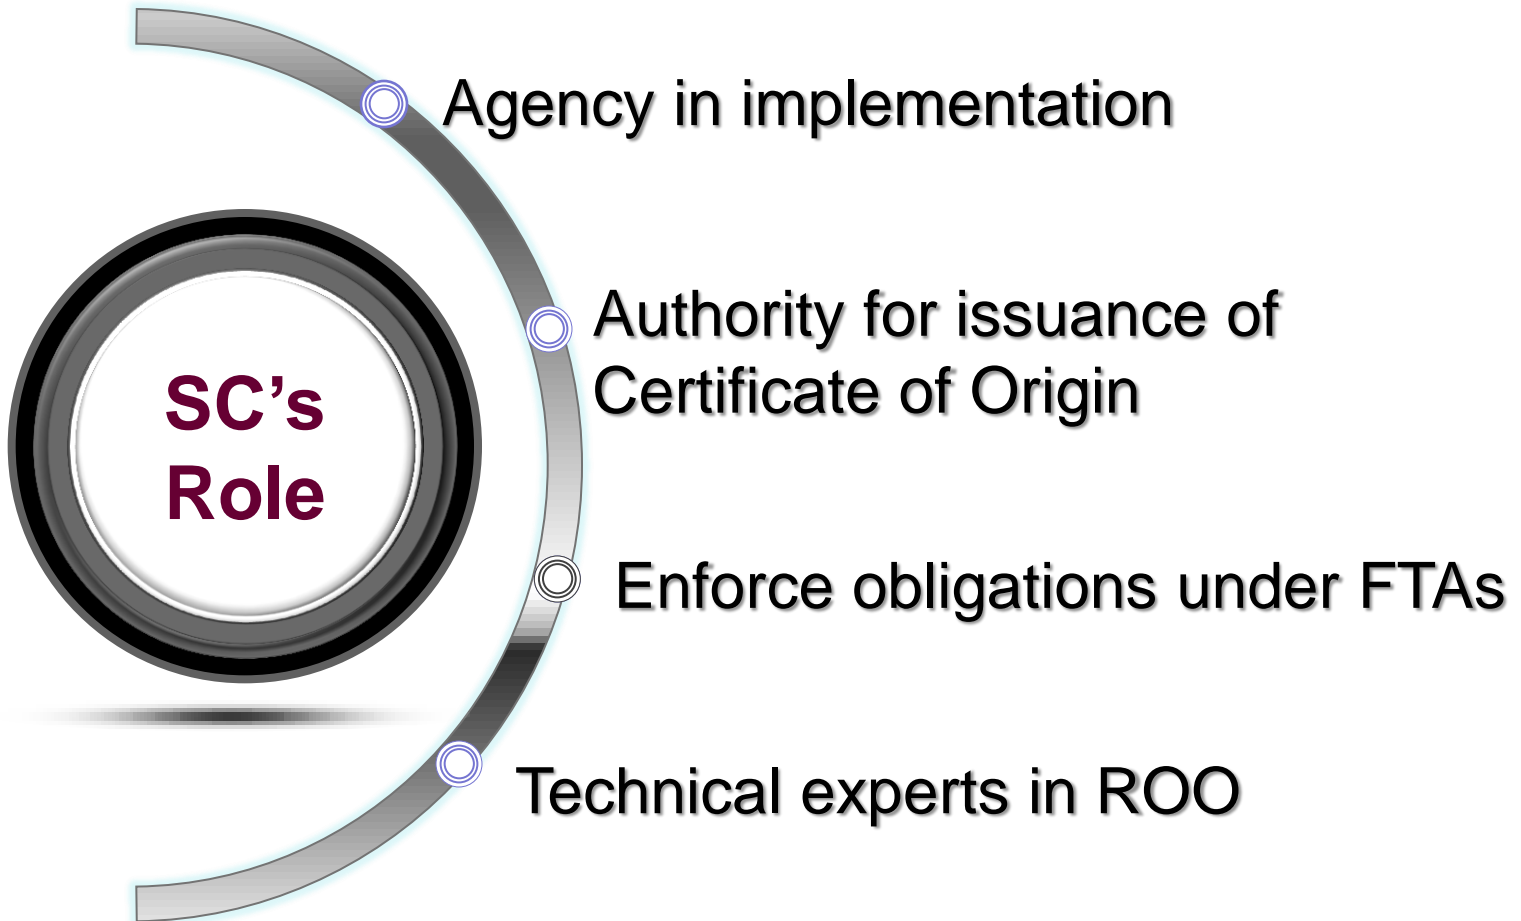 SC’s
Role
Agency in implementation
Authority for issuance of
Certificate of Origin
Enforce obligations under FTAs
Technical experts in ROO